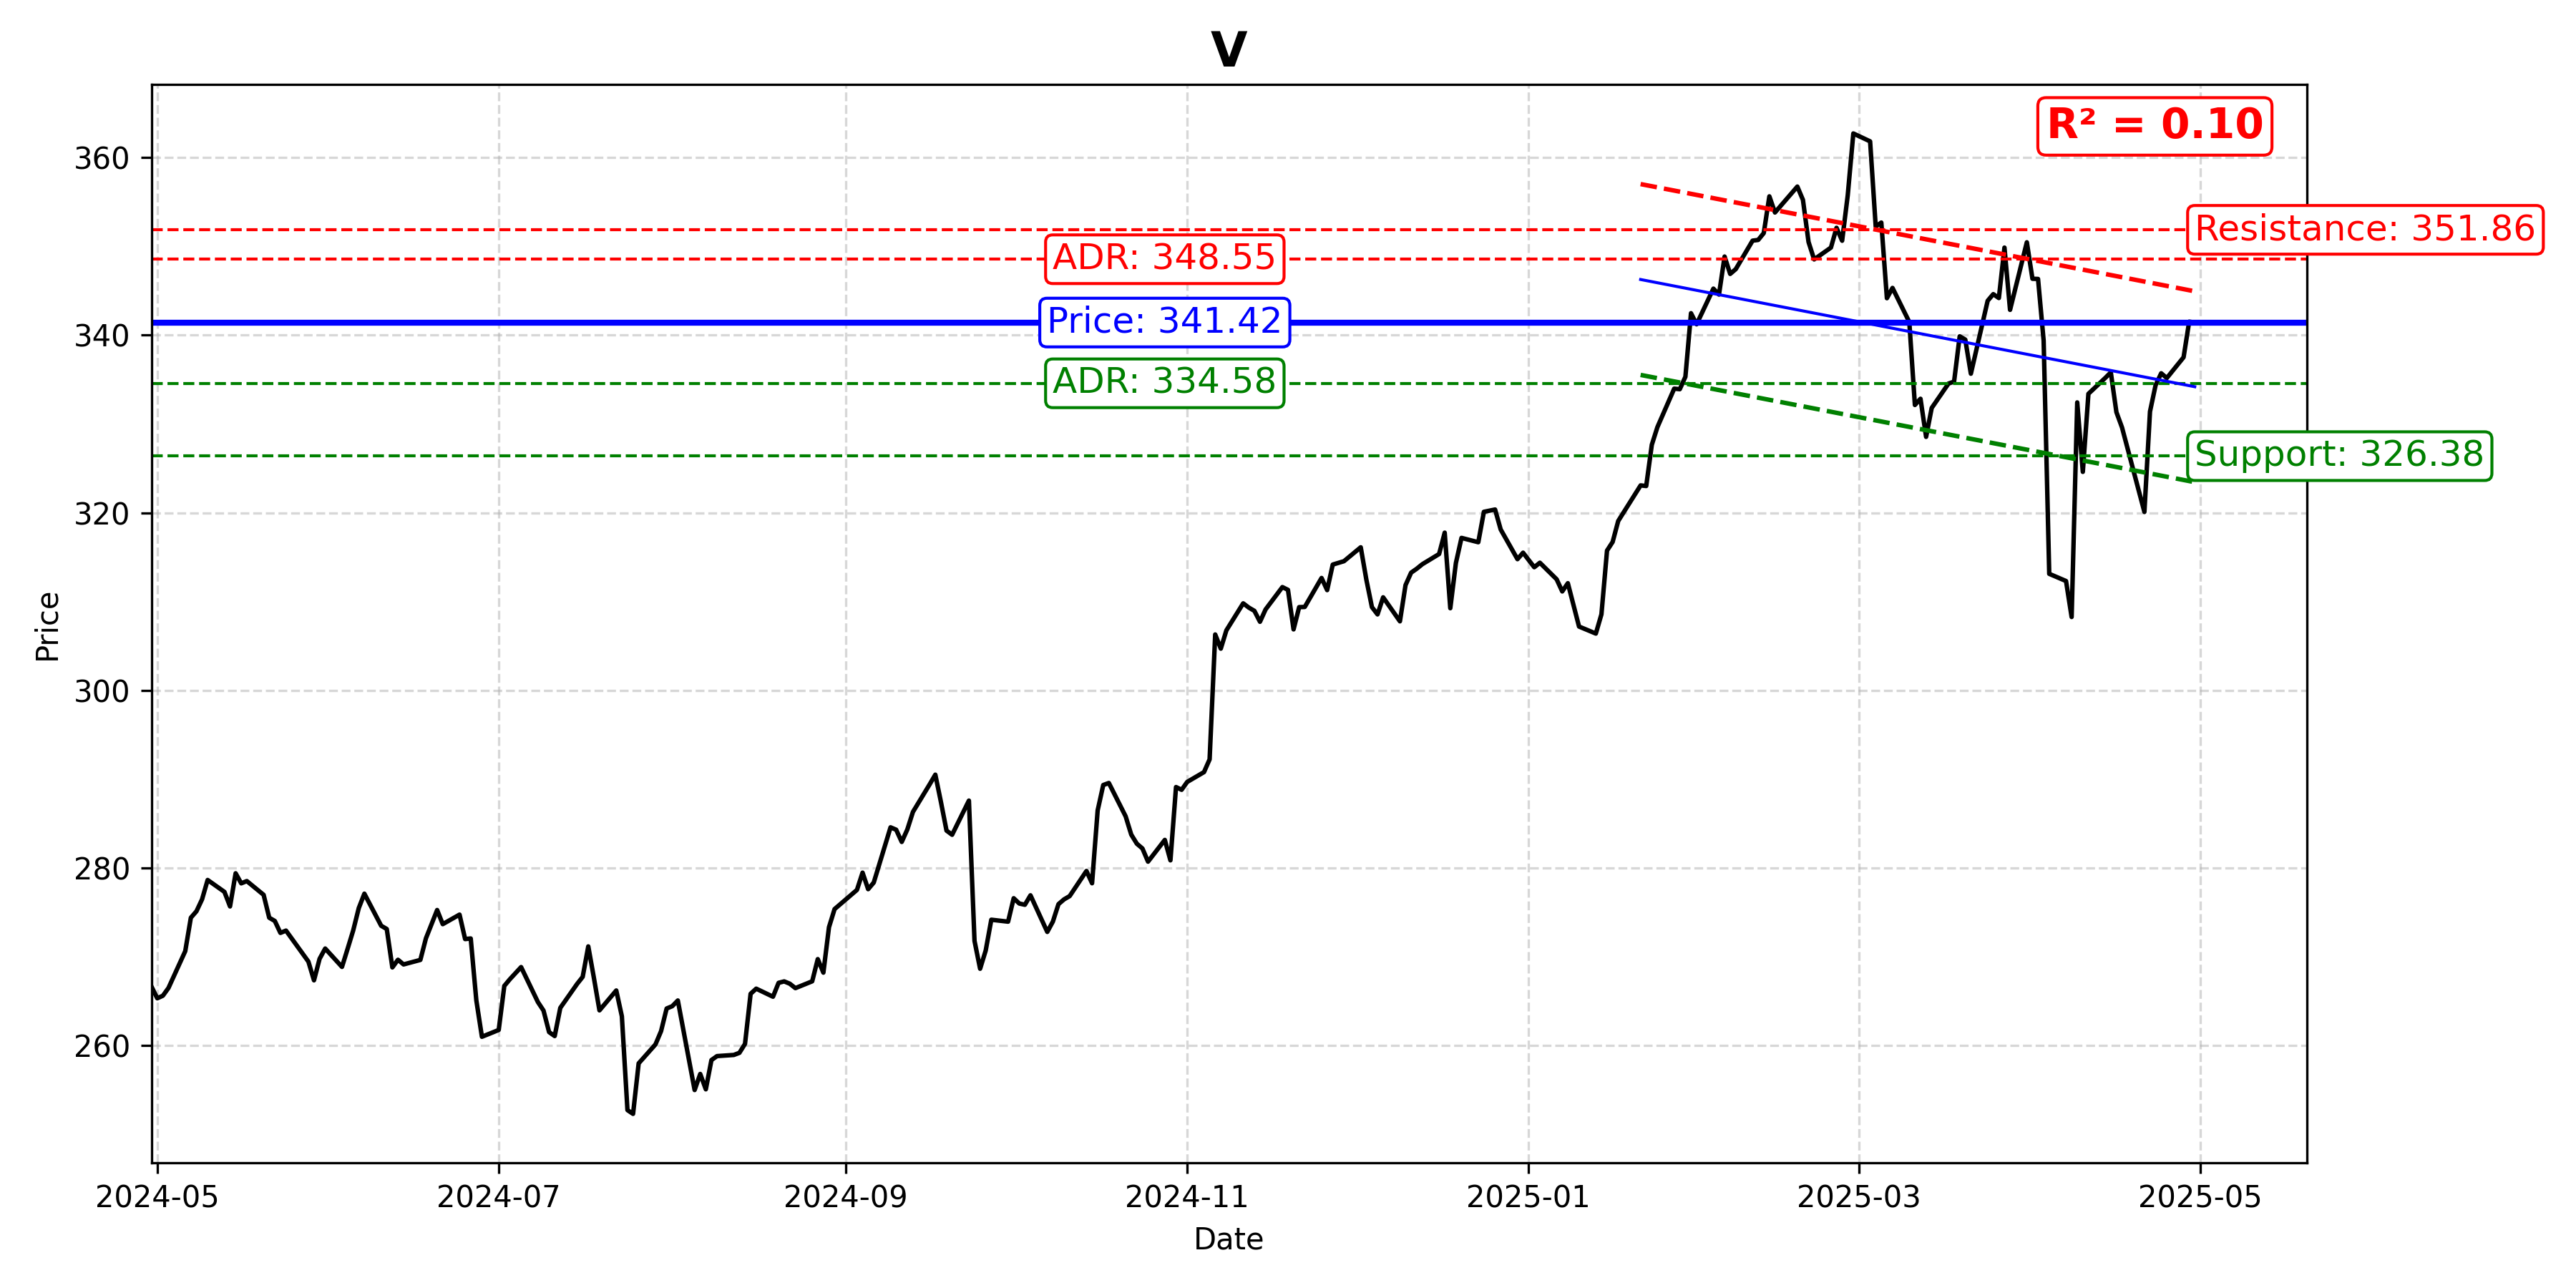 V
R² = 0.10
360
340
320
300
280
260
Price
Resistance: 351.86
ADR: 348.55
Price: 341.42
ADR: 334.58
Support: 326.38
2024-05
2024-07
2024-09
2024-11
2025-01
2025-03
2025-05
Date